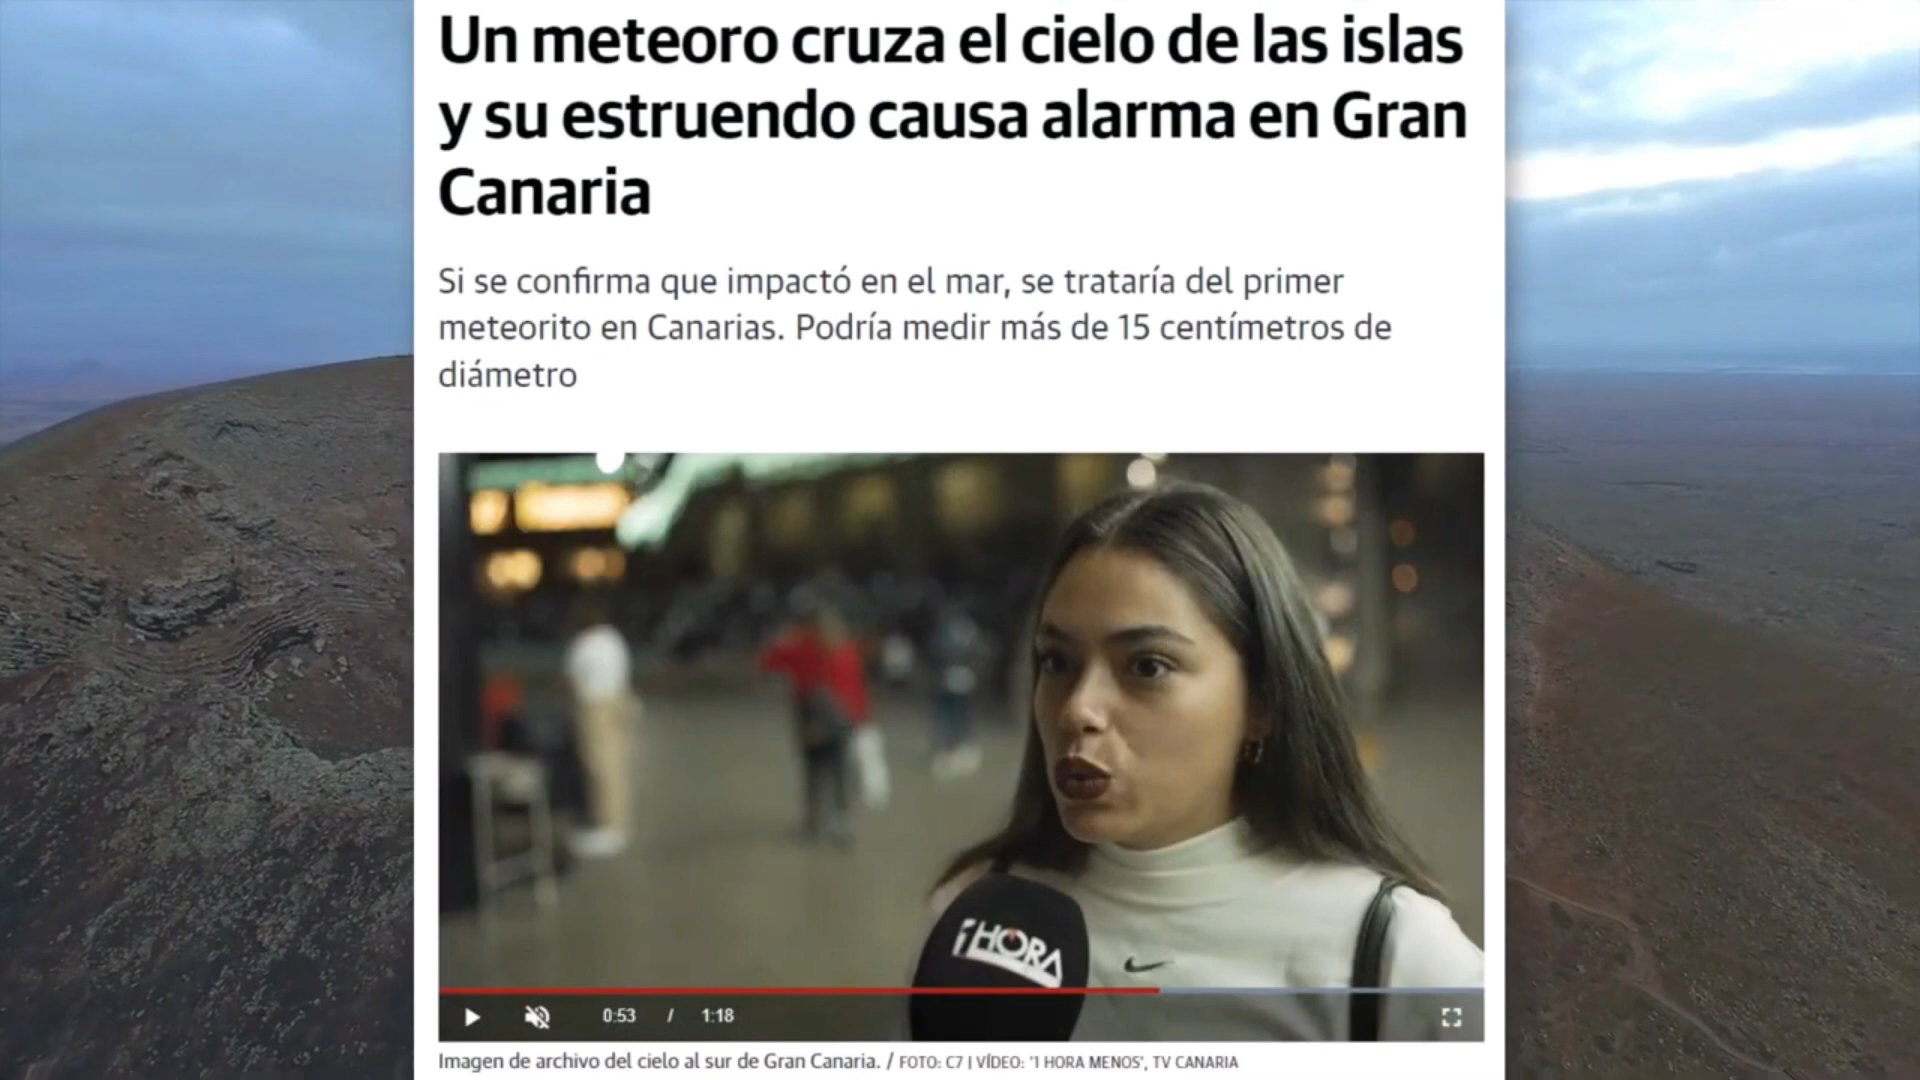 Un meteoro cruza el cielo de las islas
y su estruendo causa alarma en Gran
Canaria
Si se confirma que impactó en el mar, se trataría del primer
meteorito en Canarias. Podría medir más de 15 centímetros de
diámetro
1HORA
0:53 / 1:18
Imagen de archivo del cielo al sur de Gran Canaria. / FOTO: C7 | VÍDEO: '1 HORA MENOS', TV CANARIA